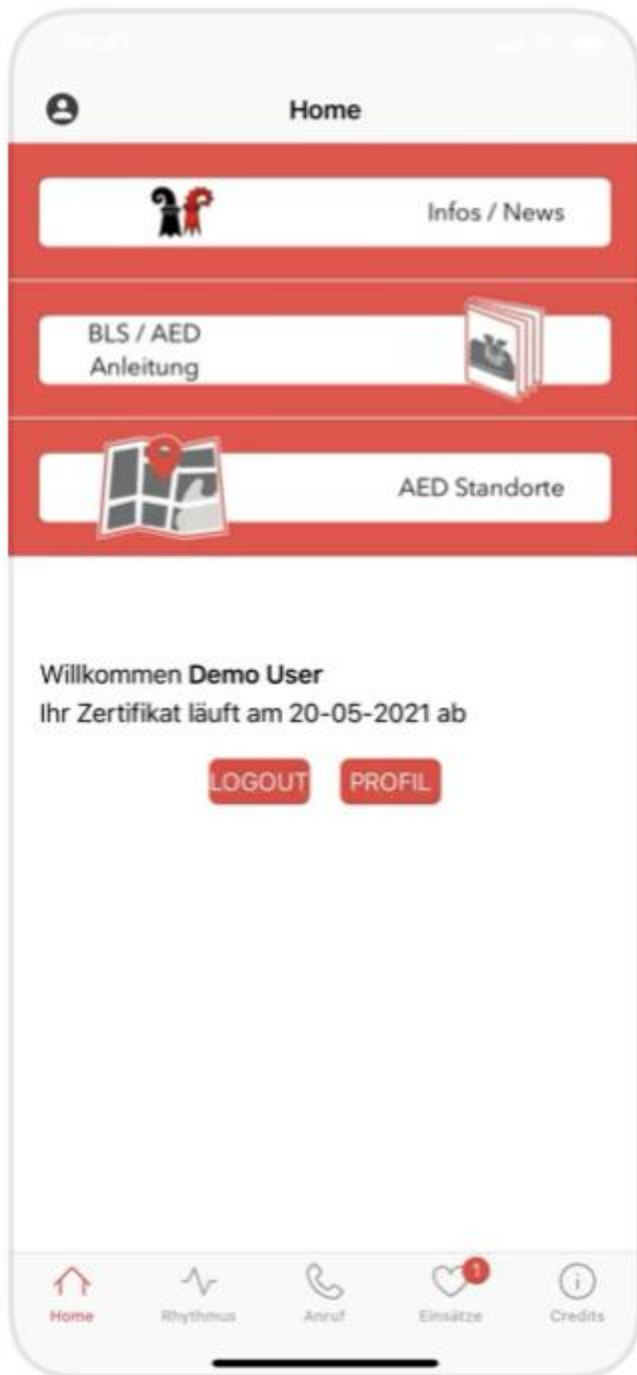 Home
Infos / News
BLS / AED
Anleitung
AED Standorte
Willkommen Demo User
Ihr Zertifikat läuft am 20-05-2021 ab
LOGOUT PROFIL
1
Home Rhythmus Anruf Einsätze Credits